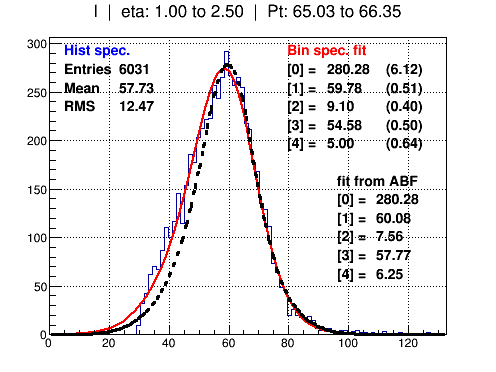 I | eta: 1.00 to 2.50 | Pt: 65.03 to 66.35
Hist spec.
Entries 6031
Mean 57.73
RMS 12.47
Bin spec. fit
[0] = 280.28 (6.12)
[1] = 59.78 (0.51)
[2] = 9.10 (0.40)
[3] = 54.58 (0.50)
[4] = 5.00 (0.64)
fit from ABF
[0] = 280.28
[1] = 60.08
[2] = 7.56
[3] = 57.77
[4] = 6.25
300
250
200
150
100
50
0
0 20 40 60 80 100 120